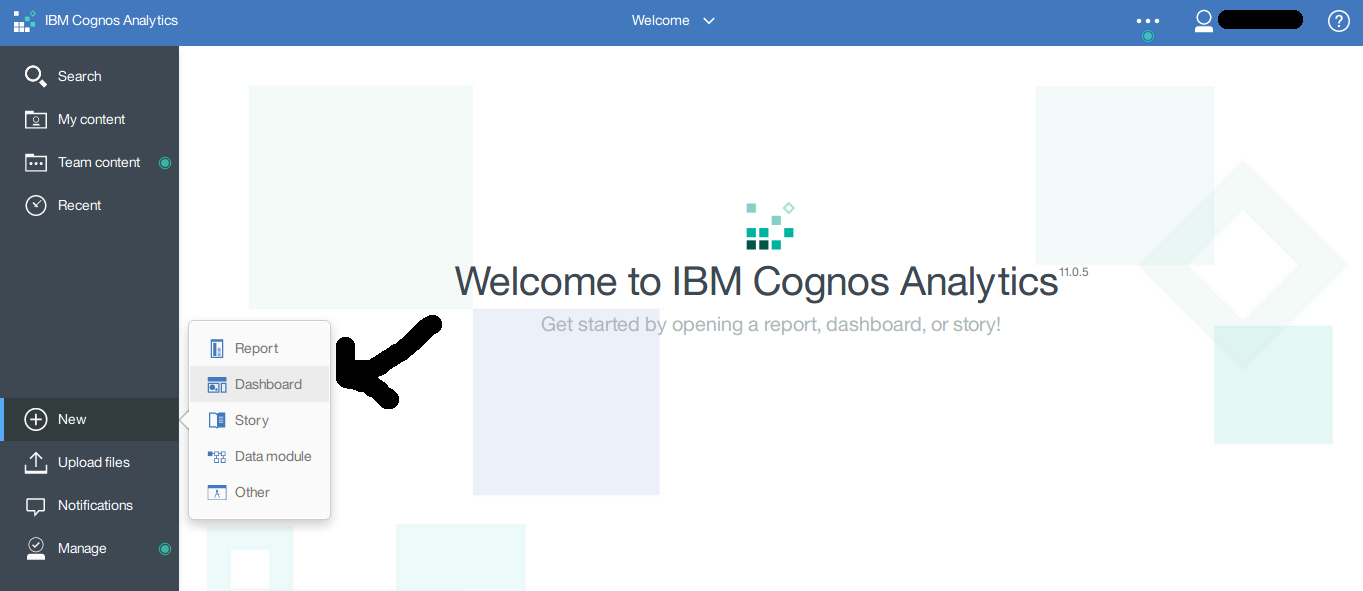 IBM Cognos Analytics
Welcome
Search
My content
Team content
Recent
Welcome to IBM Cognos Analytics 11.0.5
Get started by opening a report, dashboard, or story!
Report
Dashboard
Story
Data module
Other
New
Upload files
Notifications
Manage